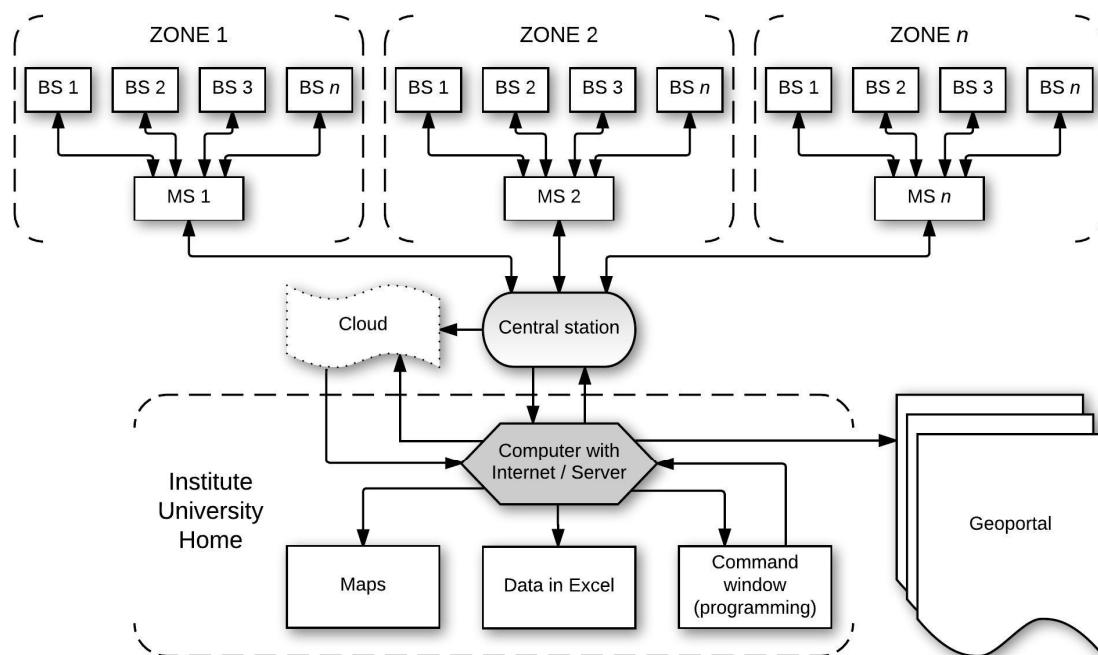 ZONE 1
ZONE 2
ZONE n
BS 1
BS 2
BS 3
BS n
BS 1
BS 2
BS 3
BS n
BS 1
BS 2
BS 3
BS n
MS 1
MS 2
MS n
Cloud
Central station
Computer with
Internet / Server
Institute
University
Home
Geoportal
Maps
Data in Excel
Command
window
(programming)